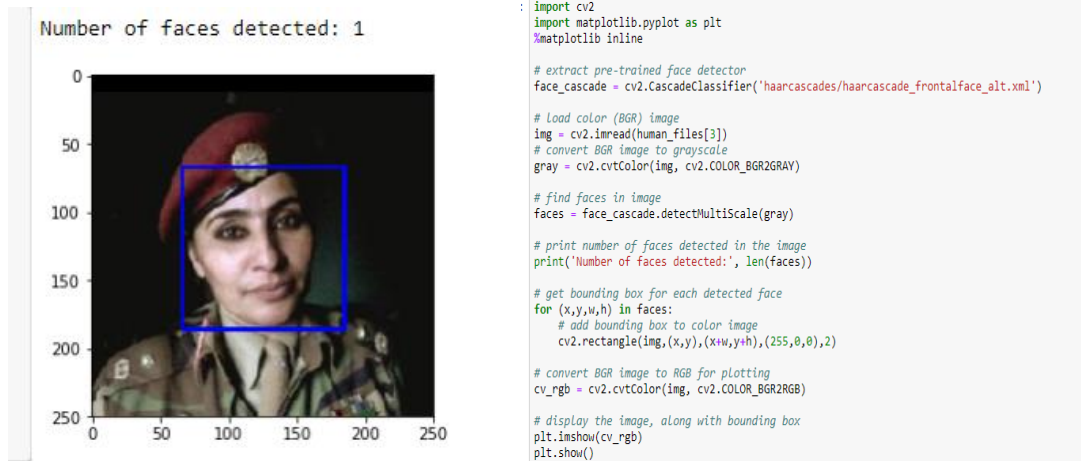 Number of faces detected: 1
0
50
100
150
200
250
0 50 100 150 200 250
: import cv2
import matplotlib.pyplot as plt
%matplotlib inline
# extract pre-trained face detector
face_cascade = cv2.CascadeClassifier('haarcascades/haarcascade_frontalface_alt.xml')
# load color (BGR) image
img = cv2.imread(human_files[3])
# convert BGR image to grayscale
gray = cv2.cvtColor(img, cv2.COLOR_BGR2GRAY)
# find faces in image
faces = face_cascade.detectMultiScale(gray)
# print number of faces detected in the image
print('Number of faces detected:', len(faces))
# get bounding box for each detected face
for (x,y,w,h) in faces:
    # add bounding box to color image
    cv2.rectangle(img,(x,y),(x+w,y+h),(255,0,0),2)
# convert BGR image to RGB for plotting
cv_rgb = cv2.cvtColor(img, cv2.COLOR_BGR2RGB)
# display the image, along with bounding box
plt.imshow(cv_rgb)
plt.show()